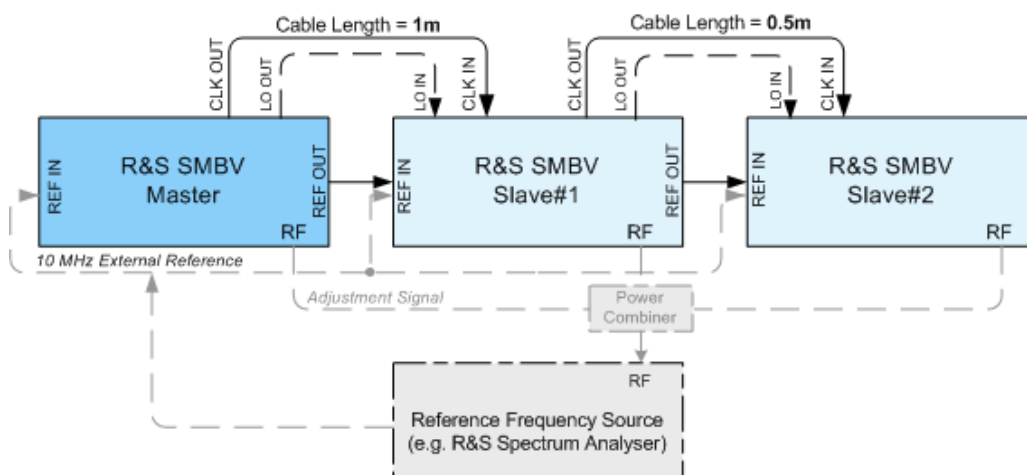 Cable Length = 1m
Cable Length = 0.5m
CLK OUT
LO OUT
LO IN
CLK IN
CLK OUT
LO OUT
LO IN
CLK IN
REF IN
R&S SMBV
Master
REF OUT
RF
REF IN
R&S SMBV
Slave#1
REF OUT
RF
REF IN
R&S SMBV
Slave#2
RF
10 MHz External Reference
Adjustment Signal
Power
Combiner
RF
Reference Frequency Source
(e.g. R&S Spectrum Analyser)